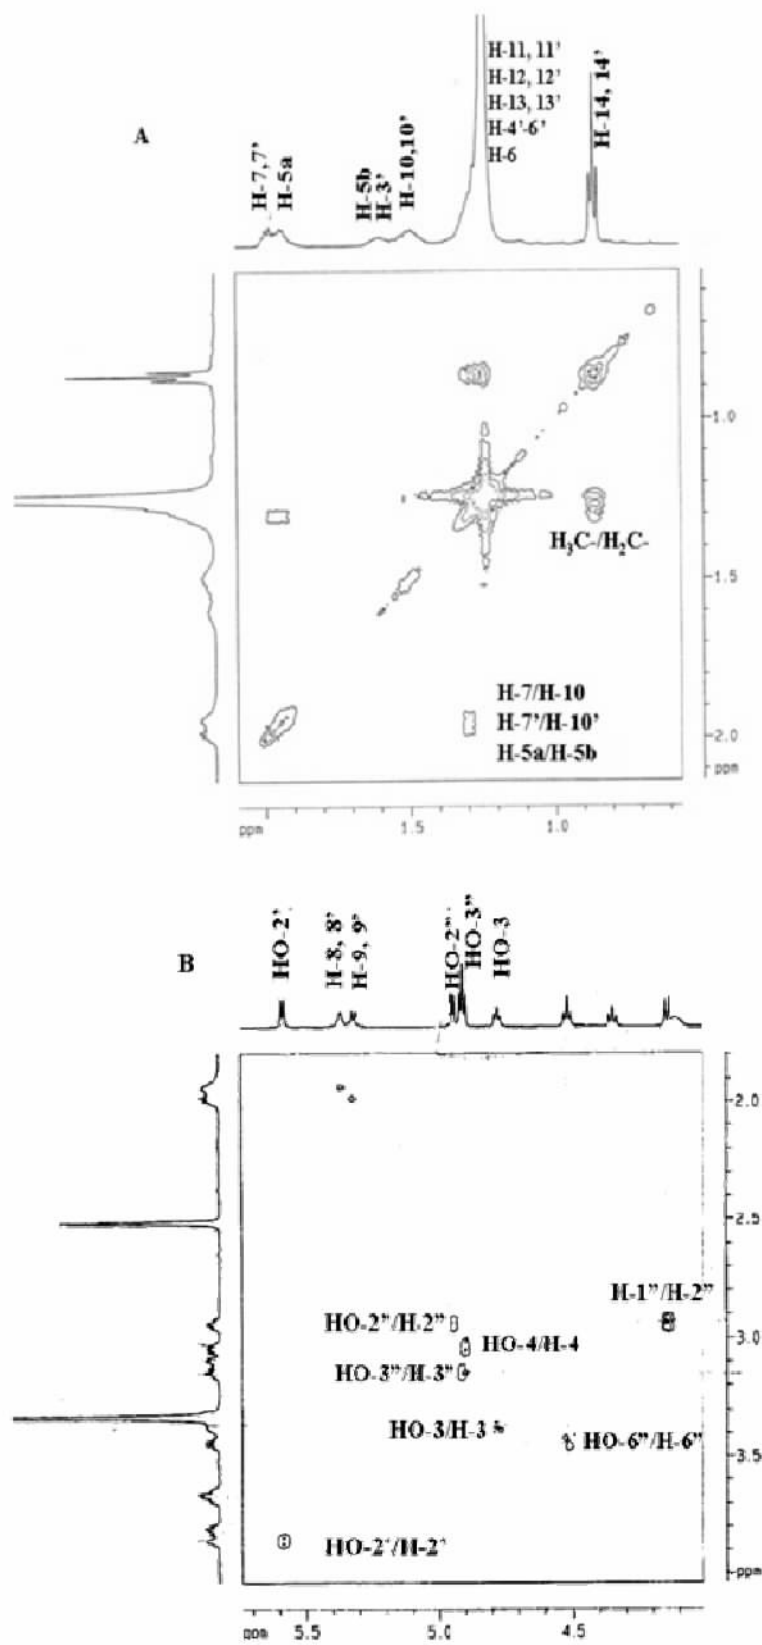 A
H-7,7'
H-5a
H-5b
H-3'
H-10,10'
H-11, 11'
H-12, 12'
H-13, 13'
H-4'-6'
H-6
H-14, 14'
1.0
H₃C-/H₂C-
1.5
H-7/H-10
H-7'/H-10'
H-5a/H-5b
2.0
ppm
ppm
1.5
1.0
B
HO-2'
H-8, 8'
H-9, 9'
HO-2"
HO-3"
HO-3
2.0
2.5
H-1"/H-2"
HO-2"/H-2"
3.0
HO-4/H-4
HO-3"/H-3"
HO-3/H-3
HO-6"/H-6"
3.5
HO-2'/H-2'
ppm
ppm
5.5
5.0
4.5